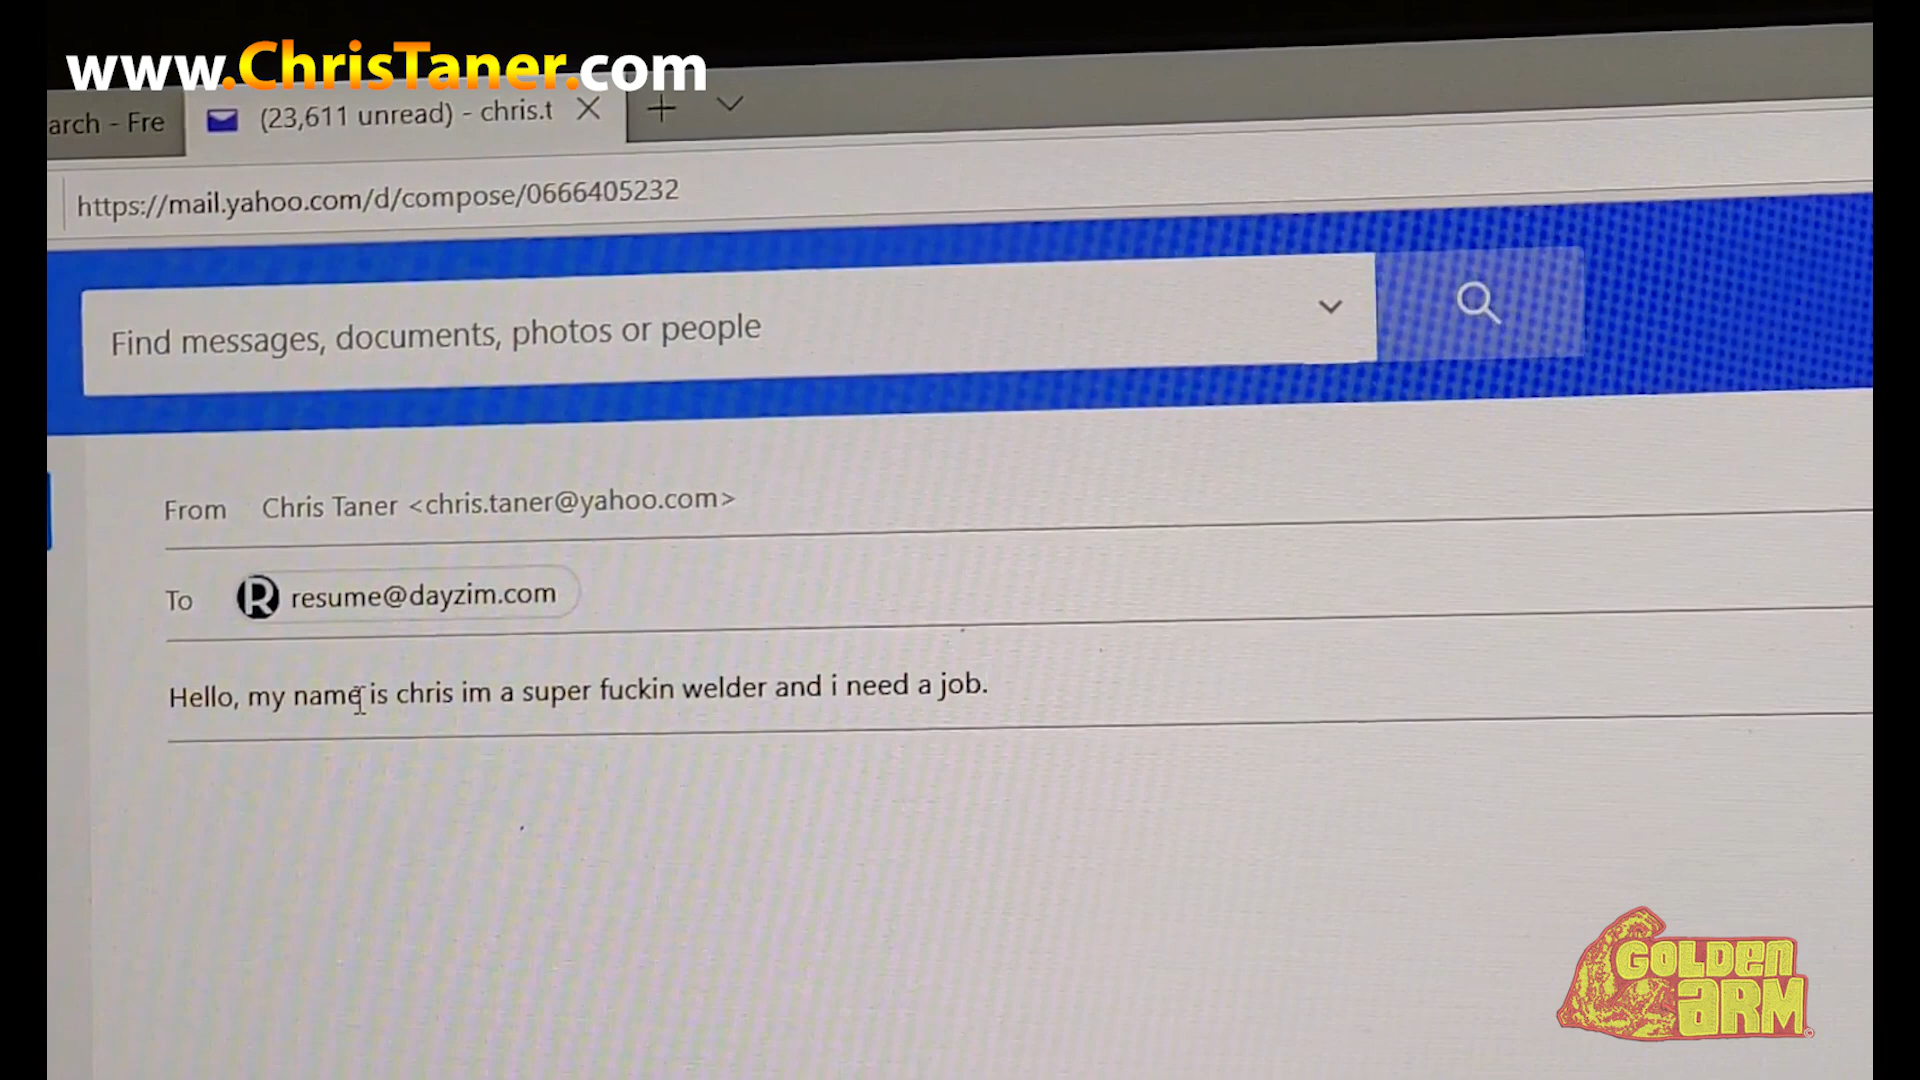 www.ChrisTaner.com
arch - Fre
(23,611 unread) - chris.t
https://mail.yahoo.com/d/compose/0666405232
Find messages, documents, photos or people
From Chris Taner <chris.taner@yahoo.com>
To R resume@dayzim.com
Hello, my name is chris im a super fuckin welder and i need a job.
GOLDEN
ARM